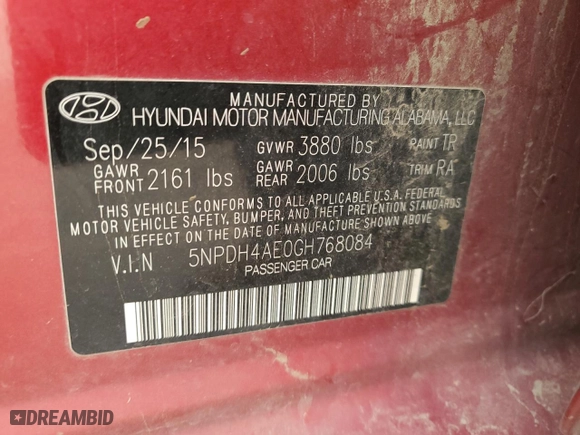 MANUFACTURED BY
HYUNDAI MOTOR MANUFACTURING ALABAMA, LLC
Sep/25/15 GVWR 3880 lbs PAINT TR
GAWR FRONT 2161 lbs GAWR REAR 2006 lbs TRIM RA
THIS VEHICLE CONFORMS TO ALL APPLICABLE U.S.A. FEDERAL
MOTOR VEHICLE SAFETY, BUMPER, AND THEFT PREVENTION STANDARDS
IN EFFECT ON THE DATE OF MANUFACTURE SHOWN ABOVE.
V.I.N 5NPDH4AE0GH768084
PASSENGER CAR
DREAMBID